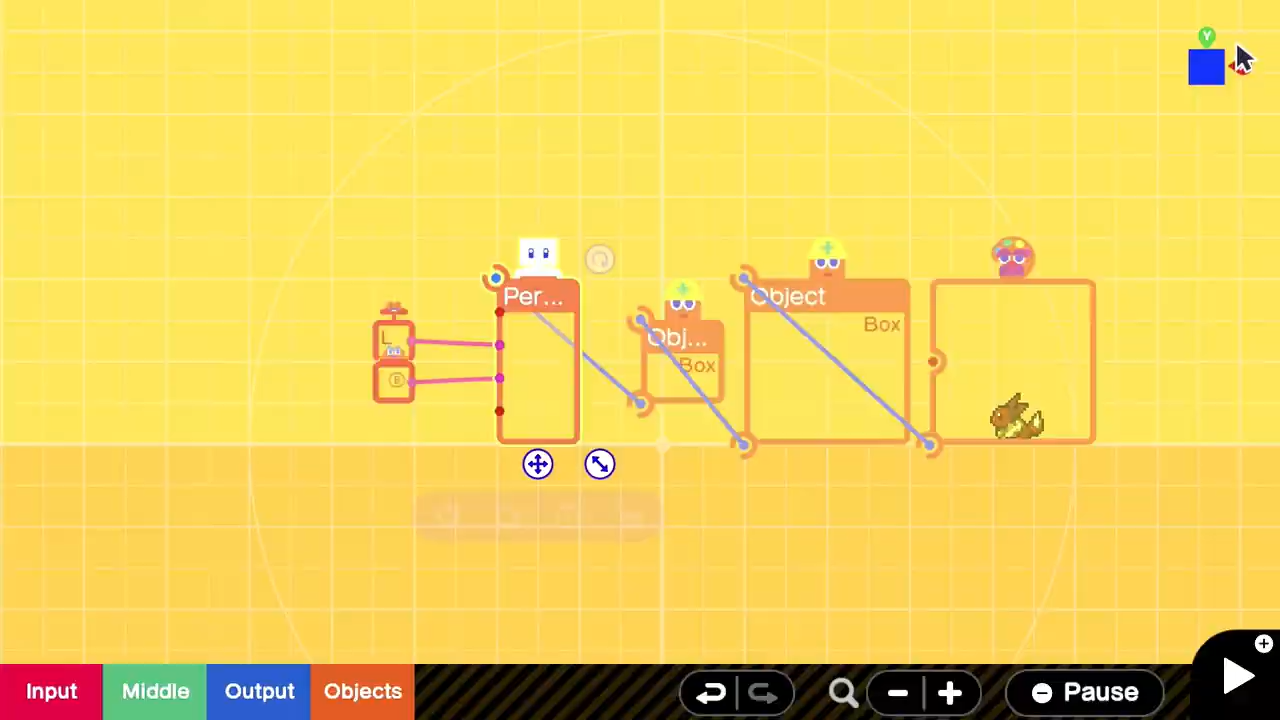 Y
Per...
Object
Box
Obj...
L
Box
B
Input
Middle
Output
Objects
Pause